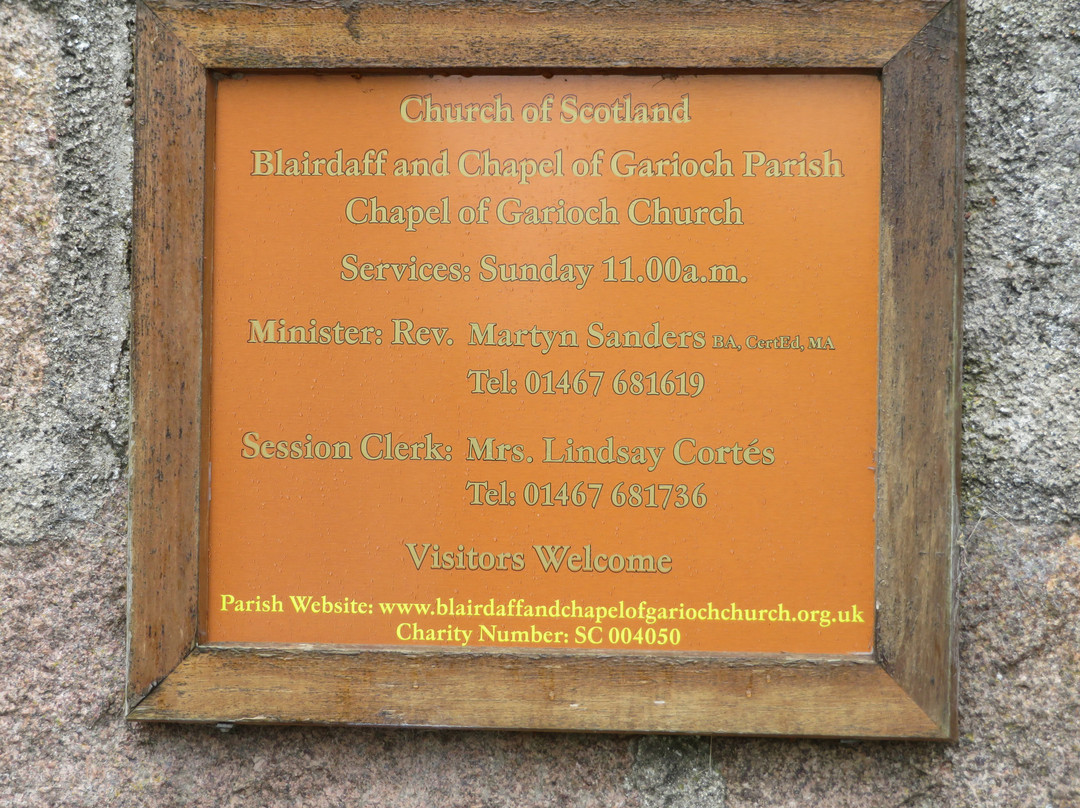 Church of Scotland
Blairdaff and Chapel of Garioch Parish
Chapel of Garioch Church
Services: Sunday 11.00a.m.
Minister: Rev. Martyn Sanders BA, CertEd, MA
Tel: 01467 681619
Session Clerk: Mrs. Lindsay Cortés
Tel: 01467 681736
Visitors Welcome
Parish Website: www.blairdaffandchapelofgariochchurch.org.uk
Charity Number: SC 004050